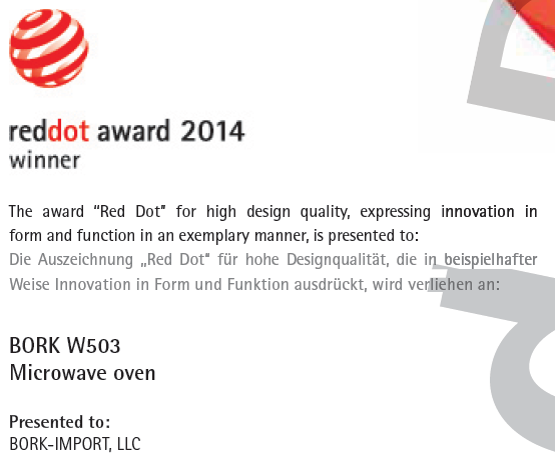 reddot award 2014
winner
The award “Red Dot” for high design quality, expressing innovation in
form and function in an exemplary manner, is presented to:
Die Auszeichnung „Red Dot“ für hohe Designqualität, die in beispielhafter
Weise Innovation in Form und Funktion ausdrückt, wird verliehen an:
BORK W503
Microwave oven
Presented to:
BORK-IMPORT, LLC